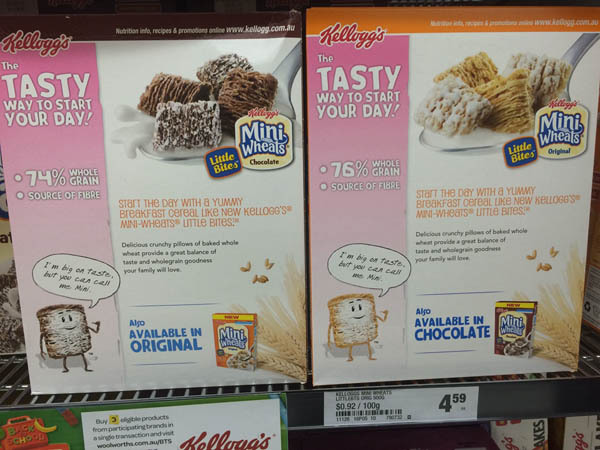 Nutrition info, recipes & promotions online www.kellogg.com.au
Kellogg's
The
TASTY
WAY TO START
YOUR DAY!
Kellogg's
Mini
Wheats
Little
Bites
Chocolate
• 74% WHOLE
GRAIN
• SOURCE OF FIBRE
START THE DAY WITH A YUMMY
BREAKFAST CEREAL LIKE NEW KELLOGG'S®
MINI-WHEATS® LITTLE BITES.™
Delicious crunchy pillows of baked whole
wheat provide a great balance of
taste and wholegrain goodness
your family will love.
I'm big on taste,
but you can call
me Mini.
Also
AVAILABLE IN
ORIGINAL
NEW
Mini
Wheats
Nutrition info, recipes & promotions online www.kellogg.com.au
Kellogg's
The
TASTY
WAY TO START
YOUR DAY!
Kellogg's
Mini
Wheats
Little
Bites
Original
• 76% WHOLE
GRAIN
• SOURCE OF FIBRE
START THE DAY WITH A YUMMY
BREAKFAST CEREAL LIKE NEW KELLOGG'S®
MINI-WHEATS® LITTLE BITES.™
Delicious crunchy pillows of baked whole
wheat provide a great balance of
taste and wholegrain goodness
your family will love.
I'm big on taste,
but you can call
me Mini.
Also
AVAILABLE IN
CHOCOLATE
NEW
Mini
Wheats
KELLOGGS MINI WHEATS
LITTLEBITS ORIG 500G
$0.92 / 100g
4 59
BACK
SCHOOL
Buy 3 eligible products
from participating brands in
a single transaction and visit
woolworths.com.au/BTS
Kellogg's